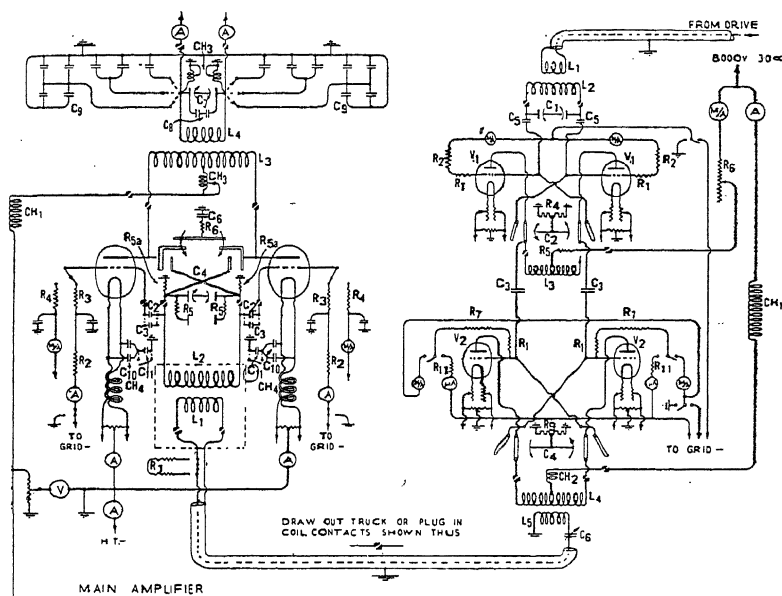 A A
CH3
C9 C7 C9
C8
L4
L3
CH3
CH1
C6
R6
R5a R5a
C4
R4 R3 C2 R5 R5 C2 R3 R4
C3
M/A R2 R2 M/A
C10 C11 C11 C10
CH4 L2 CH4
A A
TO GRID– L1 TO GRID–
A A
R1
V
A
H.T.–
DRAW OUT TRUCK OR PLUG IN
COIL CONTACTS SHOWN THUS
MAIN AMPLIFIER
FROM DRIVE
L1
8000V 30∝
L2
C5 C1 C5
M/A M/A A
R2 V1 V1 R2
R1 R1 R6
R4
C2
R5
L3
C3 C3
CH1
R7 R7
V2 R1 R1 V2
M/A R11 R11 M/A
R9
C4
TO GRID –
CH2
L4
L5
C6